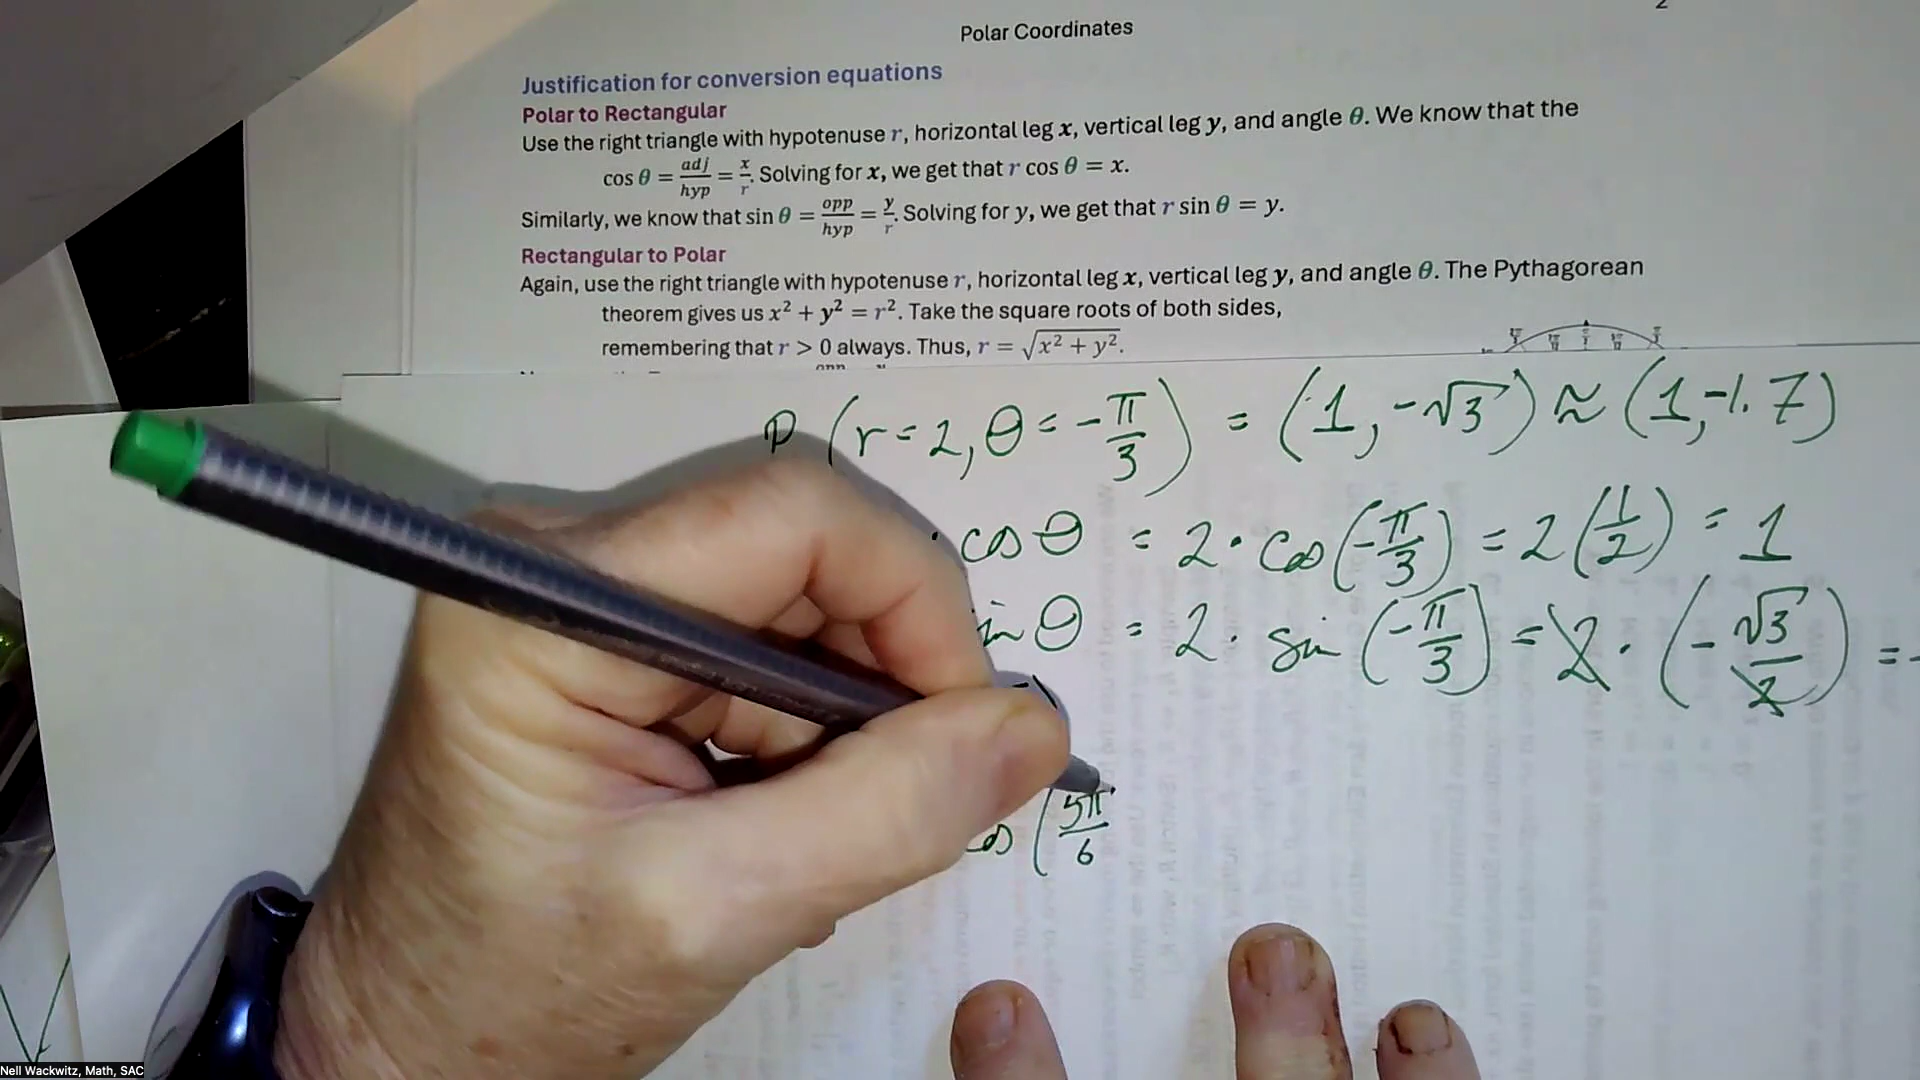 2
Polar Coordinates
Justification for conversion equations
Polar to Rectangular
Use the right triangle with hypotenuse r, horizontal leg x, vertical leg y, and angle θ. We know that the
cos θ = adj/hyp = x/r. Solving for x, we get that r cos θ = x.
Similarly, we know that sin θ = opp/hyp = y/r. Solving for y, we get that r sin θ = y.
Rectangular to Polar
Again, use the right triangle with hypotenuse r, horizontal leg x, vertical leg y, and angle θ. The Pythagorean
theorem gives us x² + y² = r². Take the square roots of both sides,
remembering that r > 0 always. Thus, r = √(x² + y²).
P (r = 2, θ = -π/3) = (1, -√3) ≈ (1, -1.7)
· cos θ = 2 · cos(-π/3) = 2(1/2) = 1
in θ = 2 · sin(-π/3) = 2 · (-√3/2) = -
os (5π/6
Nell Wackwitz, Math, SAC